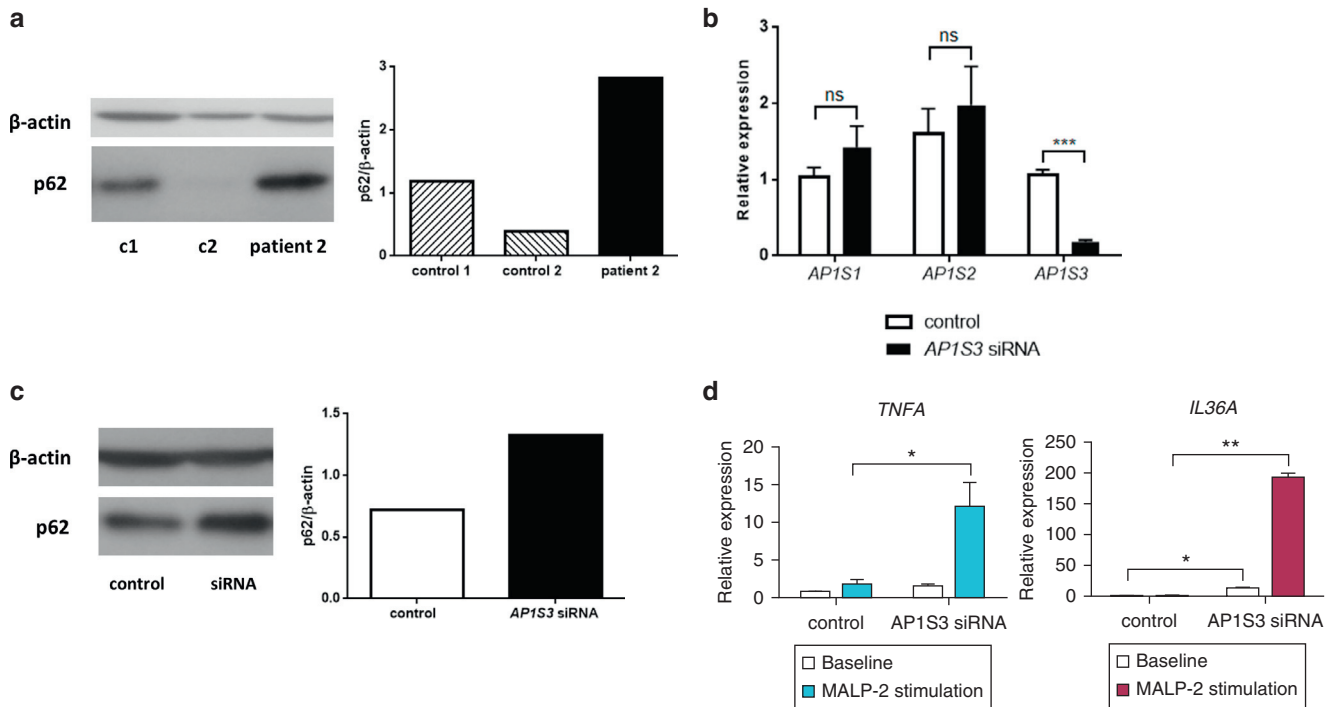 a
β-actin
p62
c1 c2 patient 2
p62/β-actin
3
2
1
0
control 1 control 2 patient 2
b
Relative expression
3
2
1
0
ns
ns
***
AP1S1 AP1S2 AP1S3
control
AP1S3 siRNA
c
β-actin
p62
control siRNA
p62/β-actin
1.5
1.0
0.5
0.0
control AP1S3 siRNA
d
TNFA
Relative expression
20
15
10
5
0
*
control AP1S3 siRNA
Baseline
MALP-2 stimulation
IL36A
Relative expression
250
200
150
100
50
0
**
*
control AP1S3 siRNA
Baseline
MALP-2 stimulation